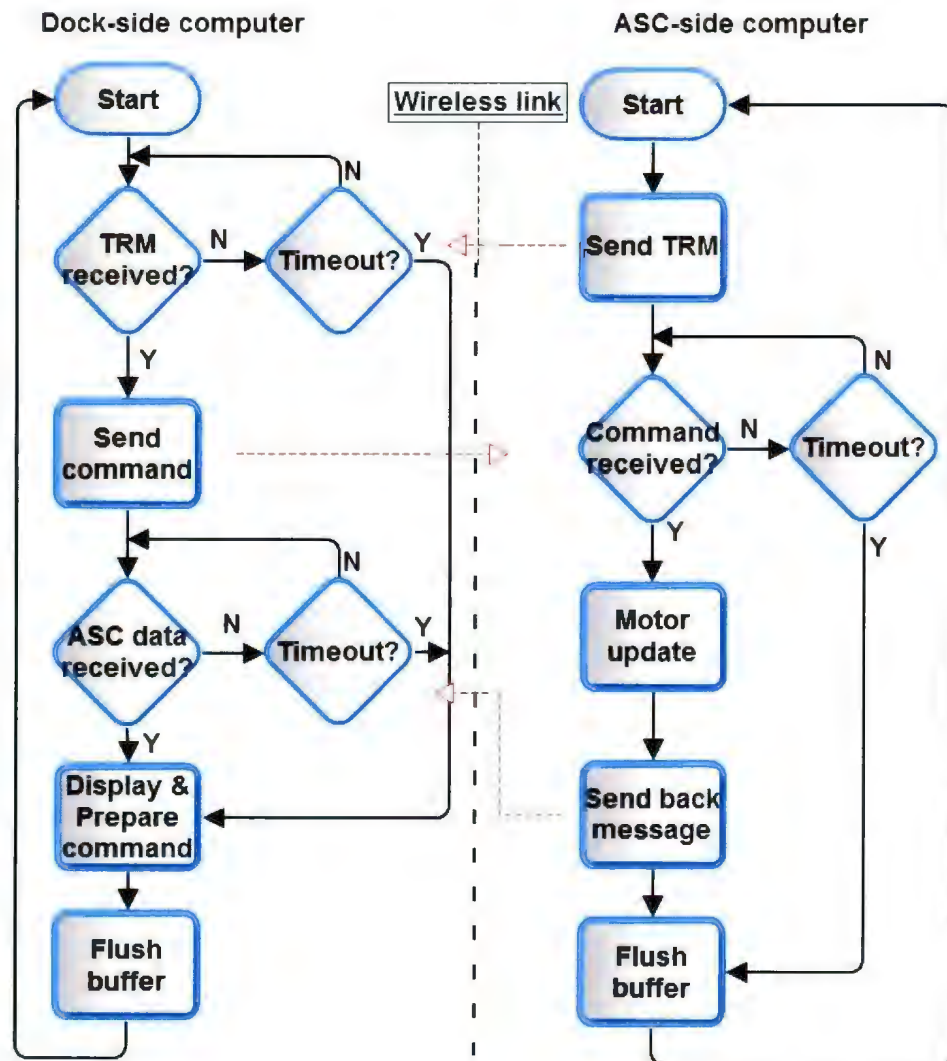 Dock-side computer
Start
TRM
received?
N
Timeout?
N
Y
Y
Send
command
ASC data
received?
N
Timeout?
N
Y
Y
Display &
Prepare
command
Flush
buffer
Wireless link
ASC-side computer
Start
Send TRM
Command
received?
N
Timeout?
N
Y
Y
Motor
update
Send back
message
Flush
buffer